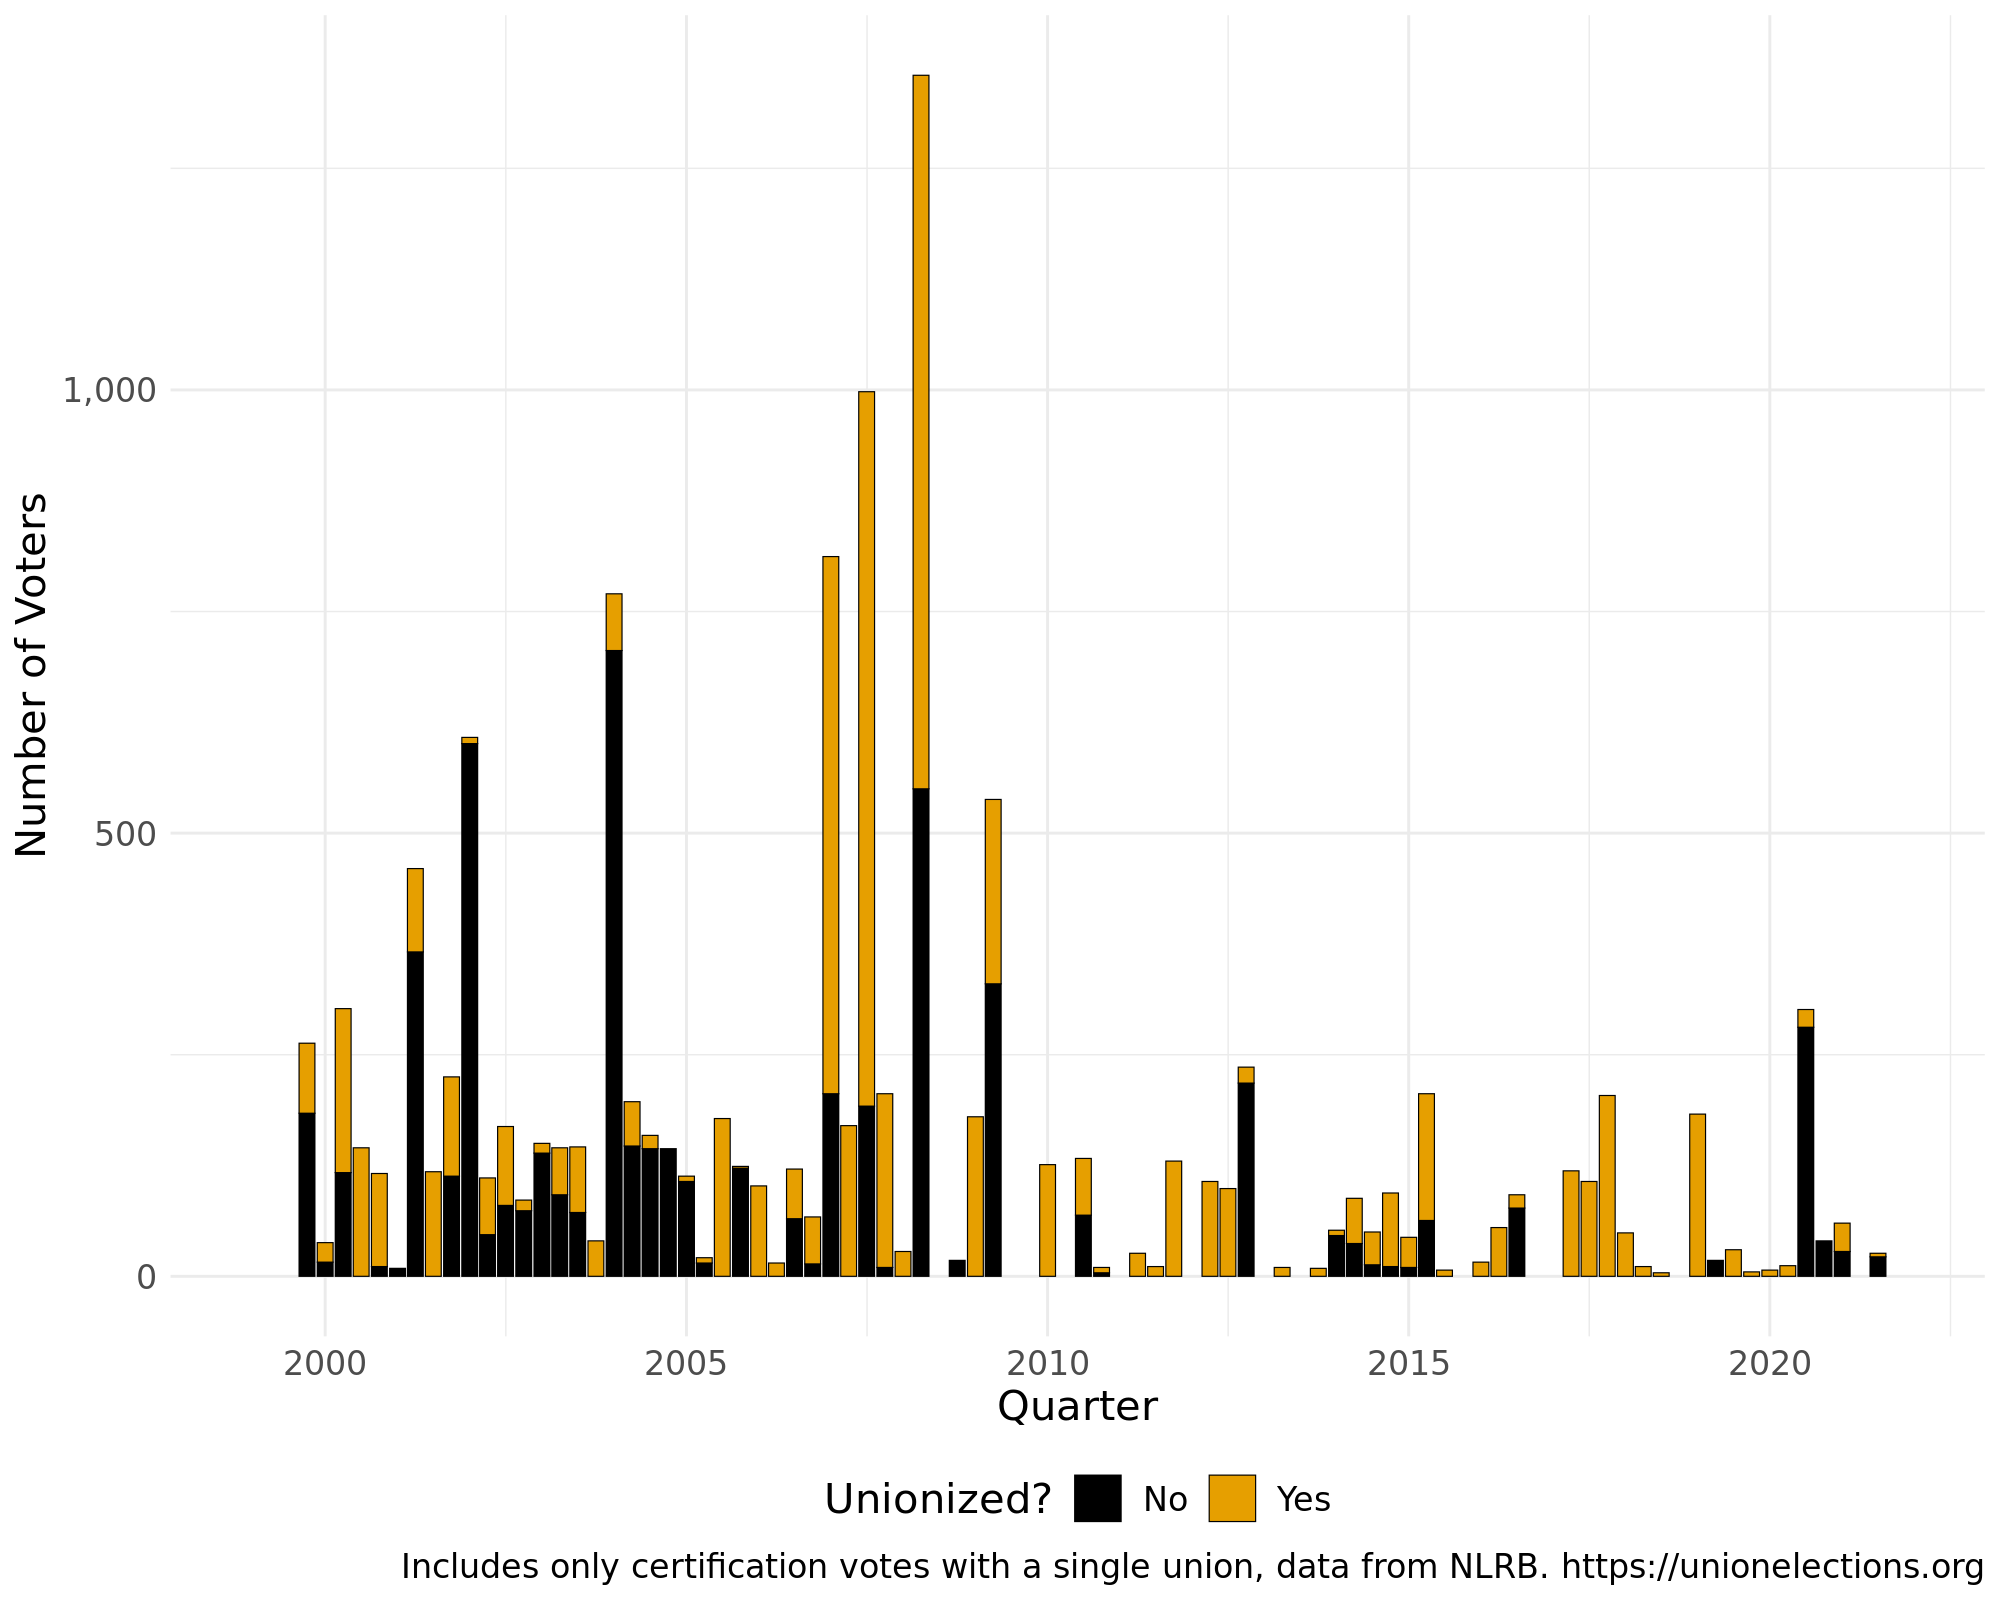 1,000
500
0
Number of Voters
2000 2005 2010 2015 2020
Quarter
Unionized? No Yes
Includes only certification votes with a single union, data from NLRB. https://unionelections.org